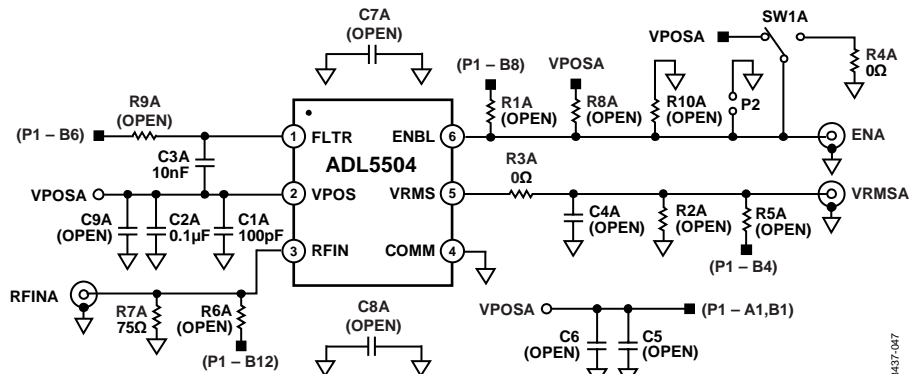 C7A
(OPEN)
SW1A
VPOSA
R4A
0Ω
(P1 – B8)
VPOSA
R1A
(OPEN)
R8A
(OPEN)
R10A
(OPEN)
P2
R9A
(OPEN)
(P1 – B6)
1
FLTR
ENBL
6
ENA
ADL5504
C3A
10nF
R3A
0Ω
VPOSA
2
VPOS
VRMS
5
VRMSA
C9A
(OPEN)
C2A
0.1µF
C1A
100pF
C4A
(OPEN)
R2A
(OPEN)
R5A
(OPEN)
3
RFIN
COMM
4
(P1 – B4)
RFINA
R7A
75Ω
R6A
(OPEN)
(P1 – B12)
C8A
(OPEN)
VPOSA
(P1 – A1,B1)
C6
(OPEN)
C5
(OPEN)
437-047